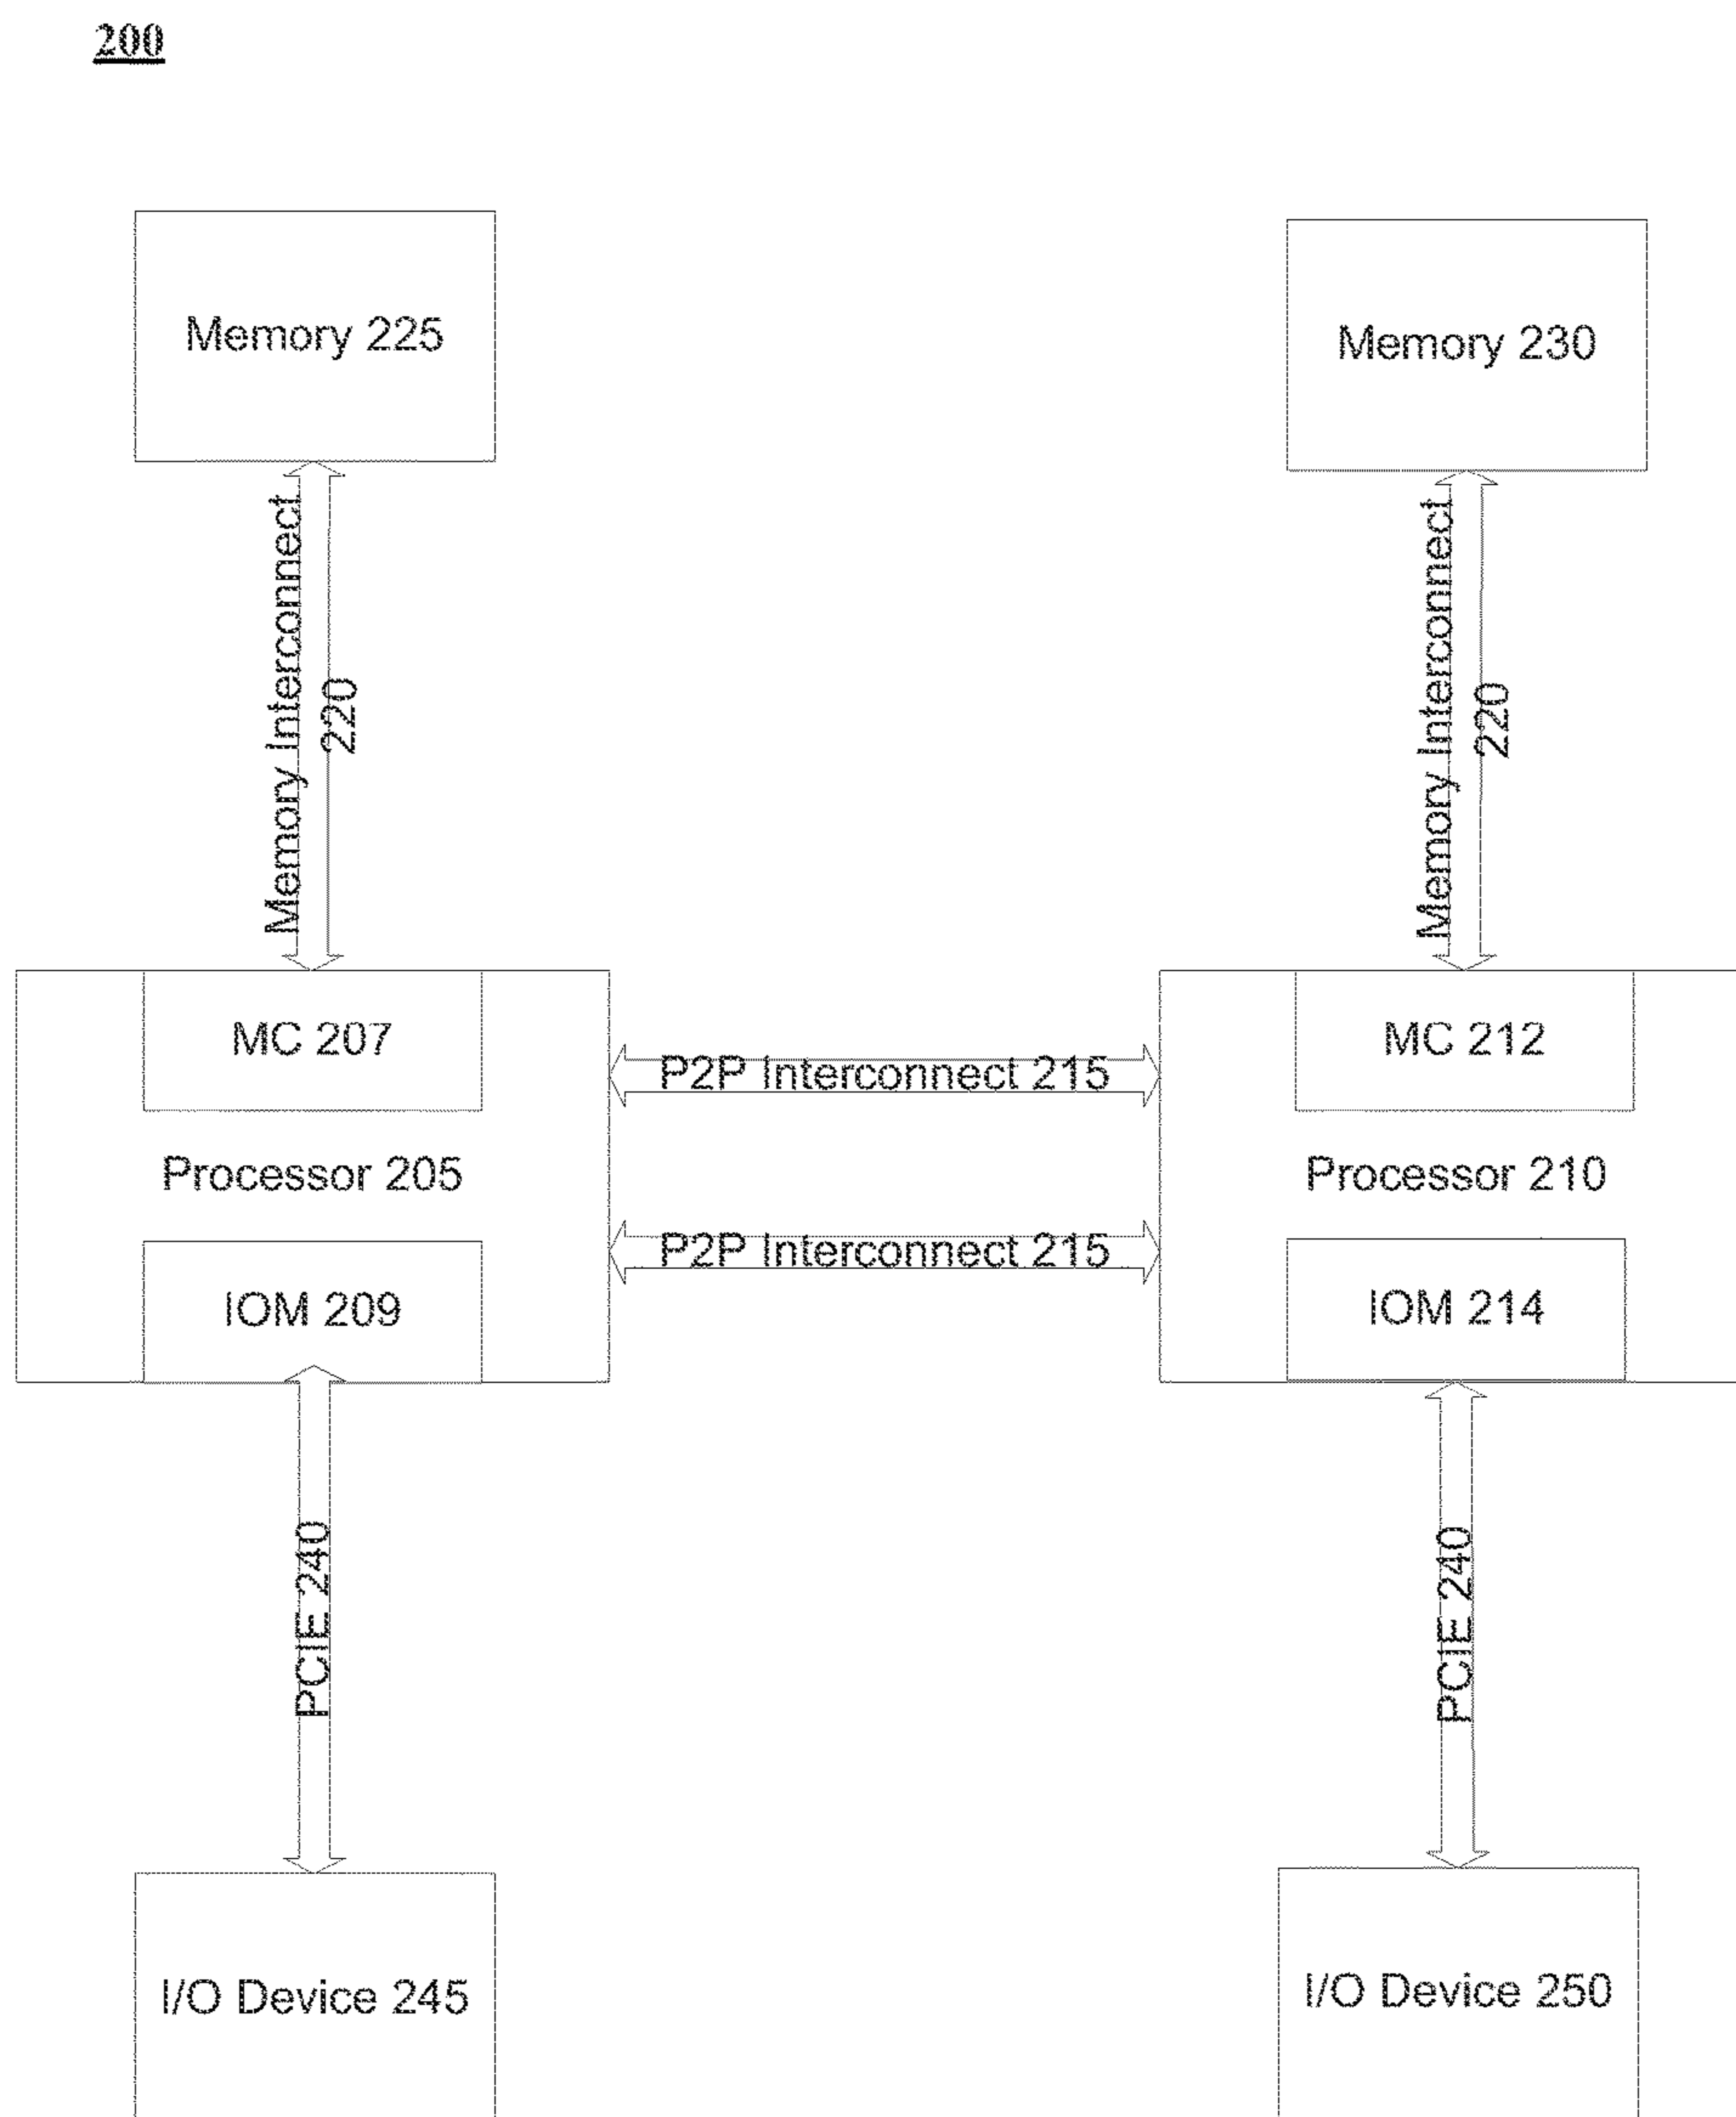 200
Memory 225
Memory 230
Memory Interconnect
220
Memory Interconnect
220
MC 207
MC 212
P2P Interconnect 215
Processor 205
Processor 210
P2P Interconnect 215
IOM 209
IOM 214
PCIE 240
PCIE 240
I/O Device 245
I/O Device 250